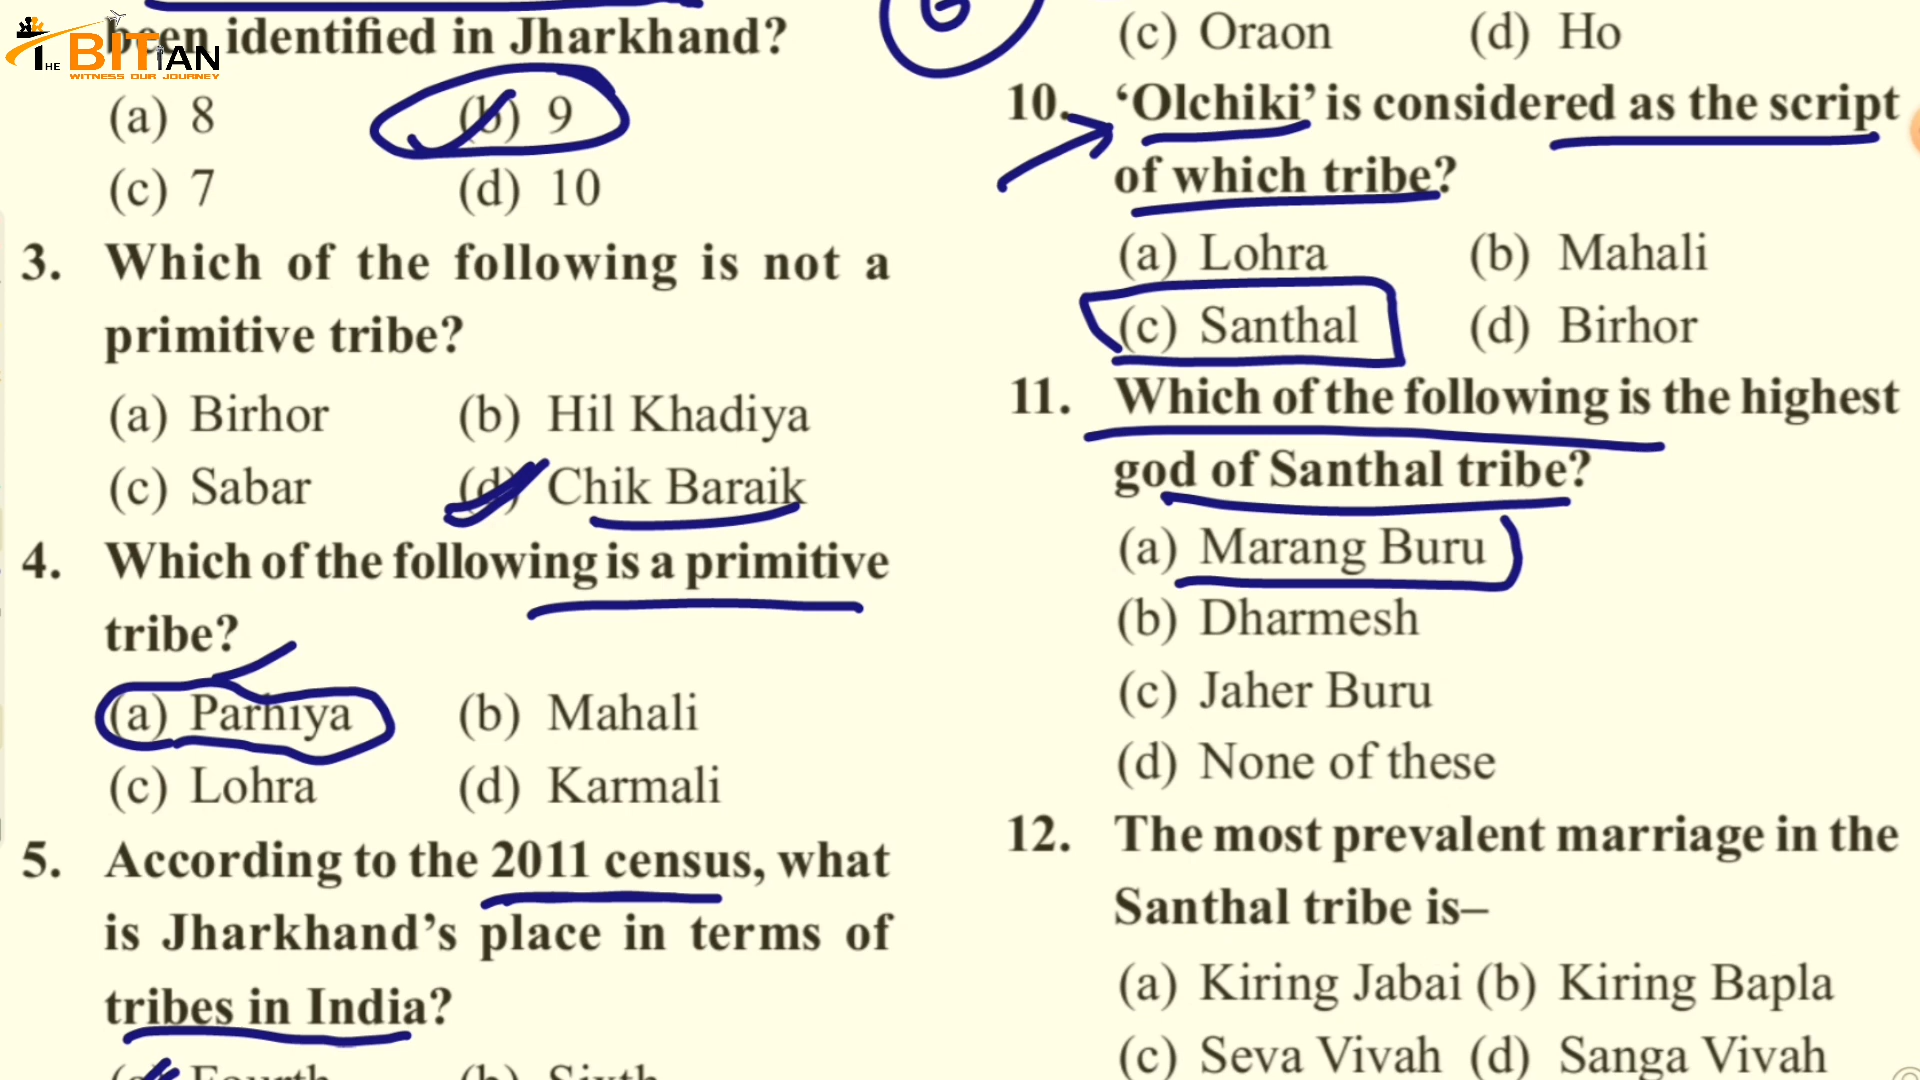 THE BITIAN
WITNESS OUR JOURNEY
been identified in Jharkhand?
(a) 8 (b) 9
(c) 7 (d) 10
3. Which of the following is not a
primitive tribe?
(a) Birhor (b) Hil Khadiya
(c) Sabar (d) Chik Baraik
4. Which of the following is a primitive
tribe?
(a) Parhiya (b) Mahali
(c) Lohra (d) Karmali
5. According to the 2011 census, what
is Jharkhand's place in terms of
tribes in India?
(a) Fourth (b) Sixth
(c) Oraon (d) Ho
10. ‘Olchiki’ is considered as the script
of which tribe?
(a) Lohra (b) Mahali
(c) Santhal (d) Birhor
11. Which of the following is the highest
god of Santhal tribe?
(a) Marang Buru
(b) Dharmesh
(c) Jaher Buru
(d) None of these
12. The most prevalent marriage in the
Santhal tribe is–
(a) Kiring Jabai (b) Kiring Bapla
(c) Seva Vivah (d) Sanga Vivah